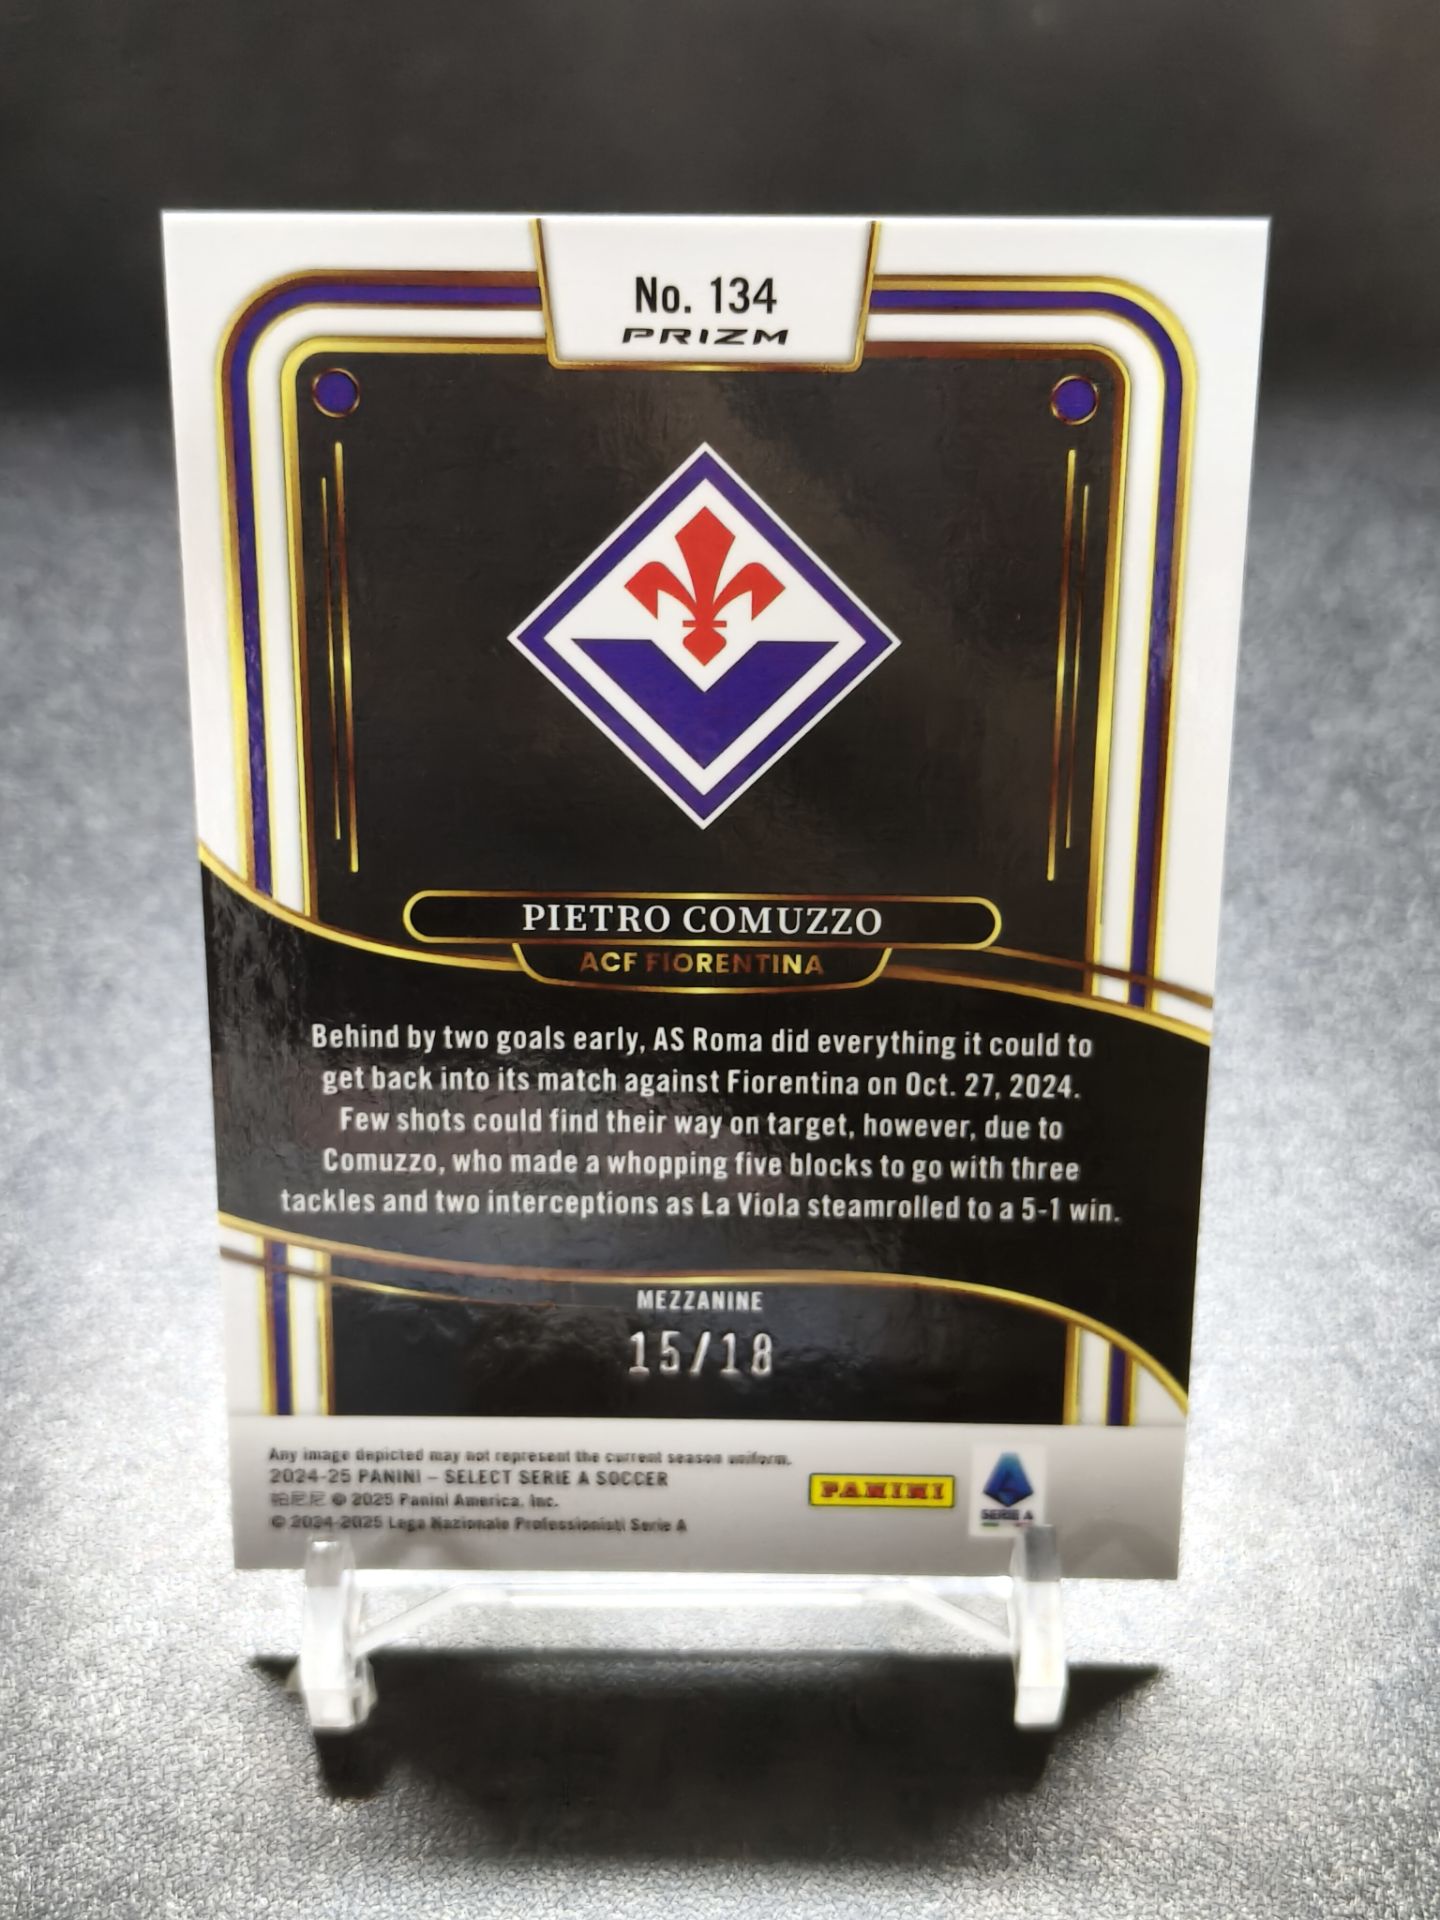 No. 134
PRIZM
PIETRO COMUZZO
ACF FIORENTINA
Behind by two goals early, AS Roma did everything it could to
get back into its match against Fiorentina on Oct. 27, 2024.
Few shots could find their way on target, however, due to
Comuzzo, who made a whopping five blocks to go with three
tackles and two interceptions as La Viola steamrolled to a 5-1 win.
MEZZANINE
15/18
Any image depicted may not represent the current season uniform.
2024-25 PANINI – SELECT SERIE A SOCCER
帕尼尼 © 2025 Panini America, Inc.
© 2024-2025 Lega Nazionale Professionisti Serie A
PANINI
SERIE A